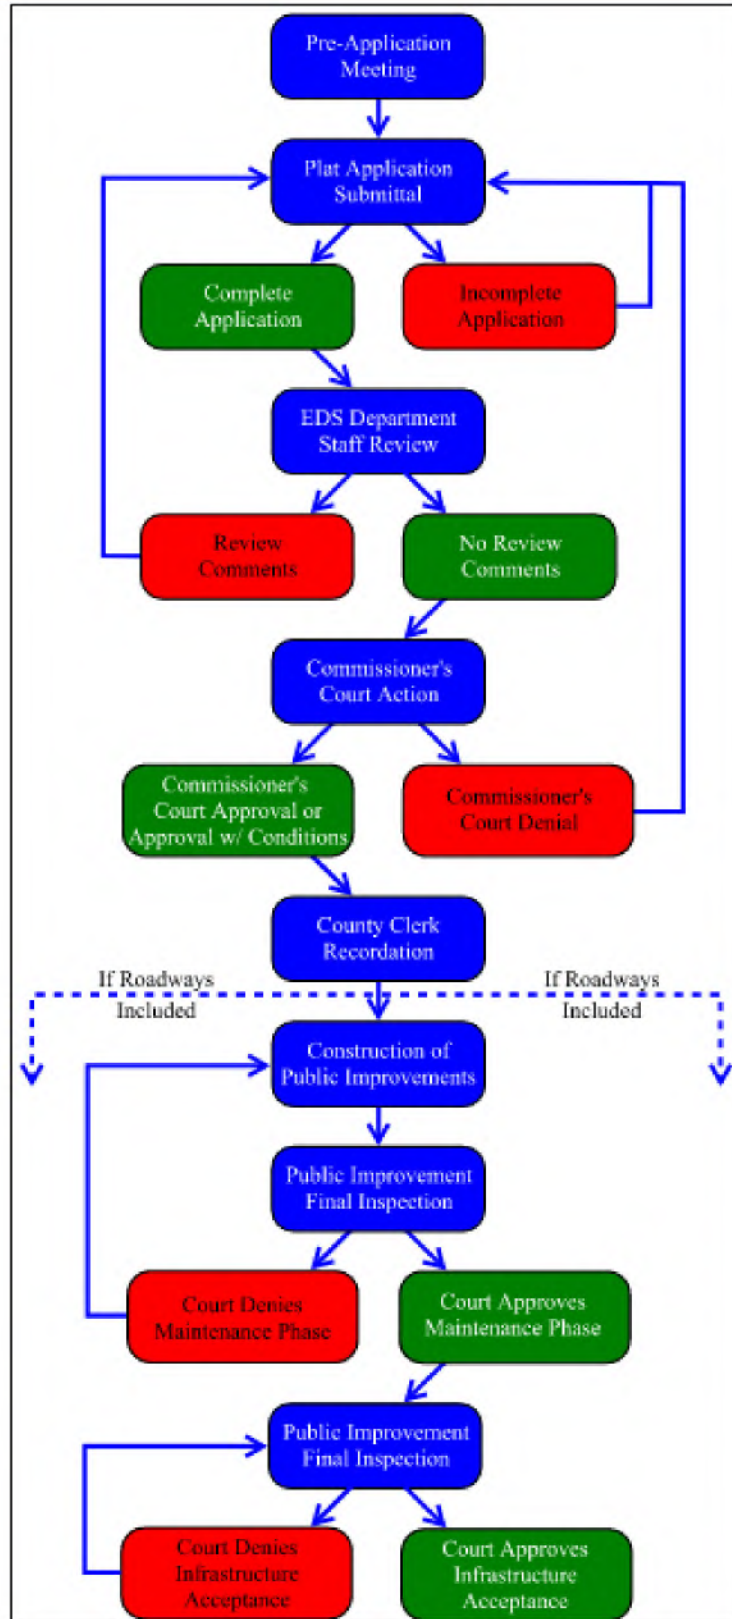 Pre-Application
Meeting
Plat Application
Submittal
Complete
Application
Incomplete
Application
EDS Department
Staff Review
Review
Comments
No Review
Comments
Commissioner's
Court Action
Commissioner's
Court Approval or
Approval w/ Conditions
Commissioner's
Court Denial
County Clerk
Recordation
If Roadways
Included
If Roadways
Included
Construction of
Public Improvements
Public Improvement
Final Inspection
Court Denies
Maintenance Phase
Court Approves
Maintenance Phase
Public Improvement
Final Inspection
Court Denies
Infrastructure
Acceptance
Court Approves
Infrastructure
Acceptance